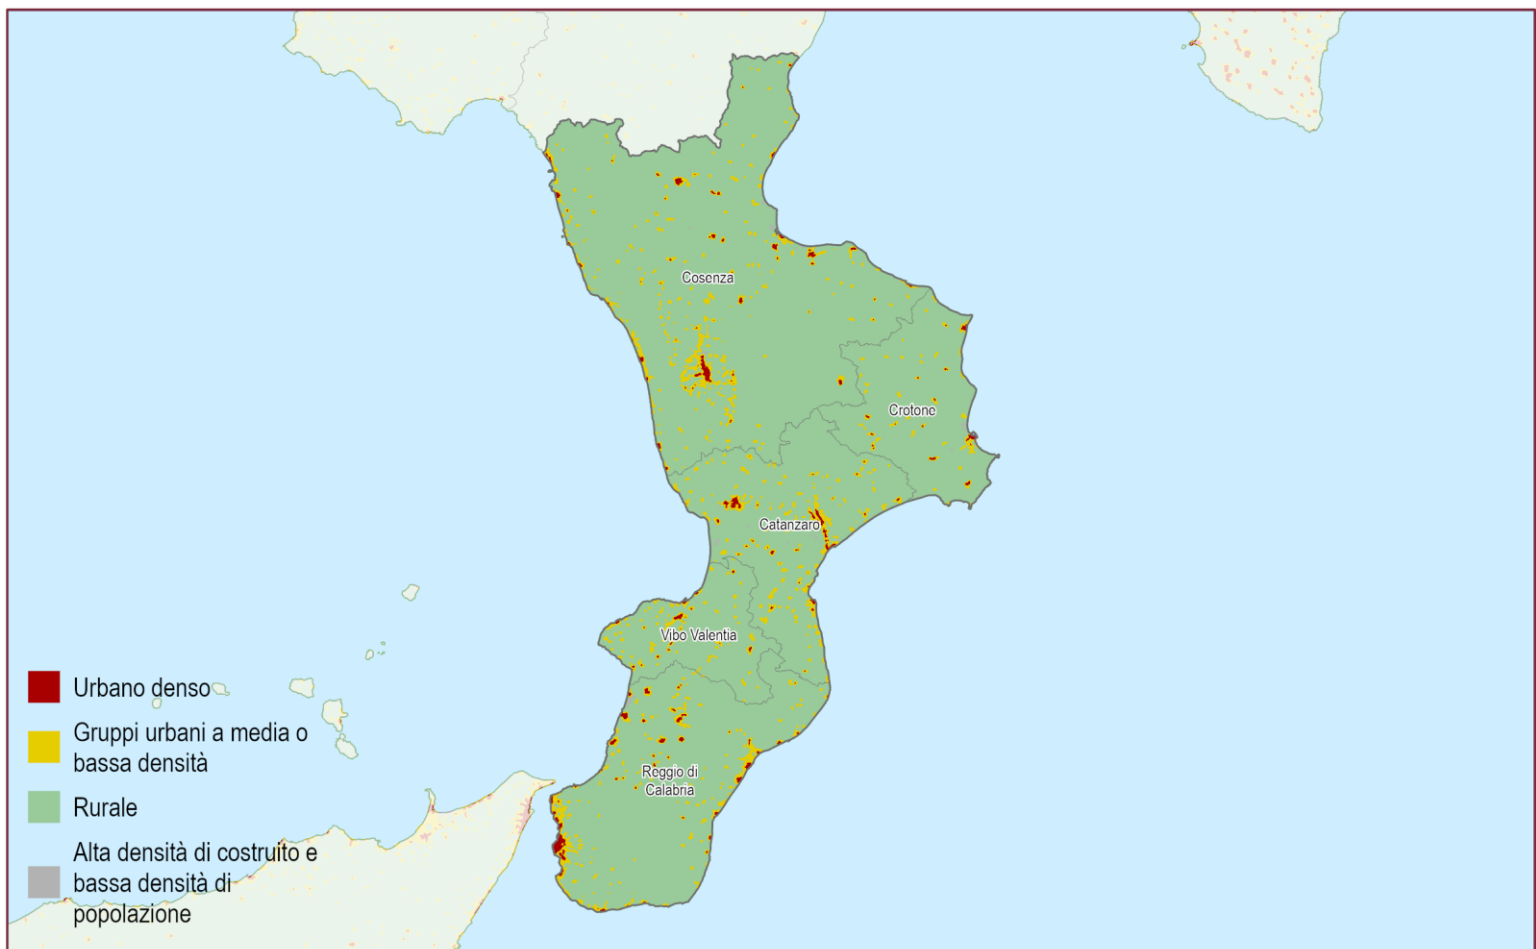 Cosenza
Crotone
Catanzaro
Vibo Valentia
Reggio di
Calabria
Urbano denso
Gruppi urbani a media o
bassa densità
Rurale
Alta densità di costruito e
bassa densità di
popolazione